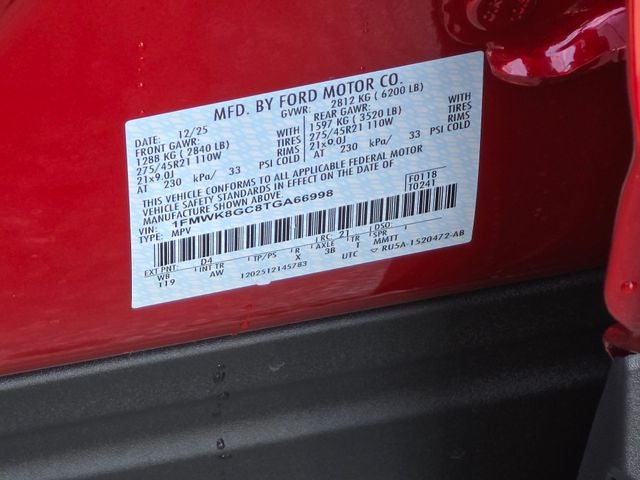 MFD. BY FORD MOTOR CO.
DATE: 12/25 GVWR: 2812 KG ( 6200 LB)
FRONT GAWR: REAR GAWR:
1288 KG ( 2840 LB) WITH 1597 KG ( 3520 LB) WITH
275/45R21 110W TIRES 275/45R21 110W TIRES
21x9.0J RIMS 21x9.0J RIMS
AT 230 kPa/ 33 PSI COLD AT 230 kPa/ 33 PSI COLD
THIS VEHICLE CONFORMS TO ALL APPLICABLE FEDERAL MOTOR
VEHICLE SAFETY STANDARDS IN EFFECT ON THE DATE OF
MANUFACTURE SHOWN ABOVE.
VIN: 1FMWK8GC8TGA66998 F0118
TYPE: MPV T0241
EXT PNT: D4 RC: 21 DSO:
WB INT TR TP/PS R AXLE TR SPR
119 AW X 3B T MMTT
1202512145783 UTC RU5A-1520472-AB